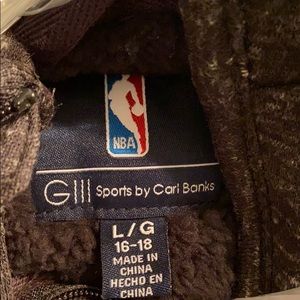 NBA
GIII Sports by Carl Banks
L/G
16-18
MADE IN
CHINA
HECHO EN
CHINA